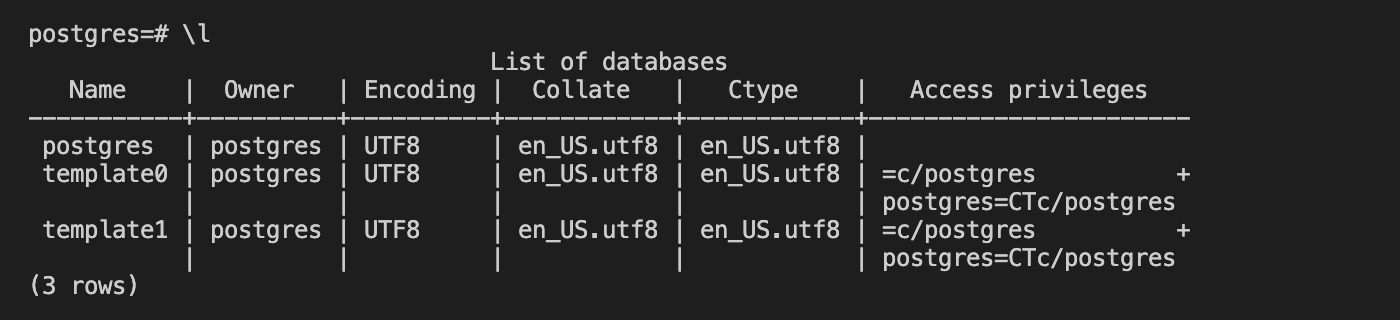 postgres=# \l
                                 List of databases
   Name    |  Owner   | Encoding |  Collate   |   Ctype    |   Access privileges
-----------+----------+----------+------------+------------+-----------------------
 postgres  | postgres | UTF8     | en_US.utf8 | en_US.utf8 |
 template0 | postgres | UTF8     | en_US.utf8 | en_US.utf8 | =c/postgres          +
           |          |          |            |            | postgres=CTc/postgres
 template1 | postgres | UTF8     | en_US.utf8 | en_US.utf8 | =c/postgres          +
           |          |          |            |            | postgres=CTc/postgres
(3 rows)